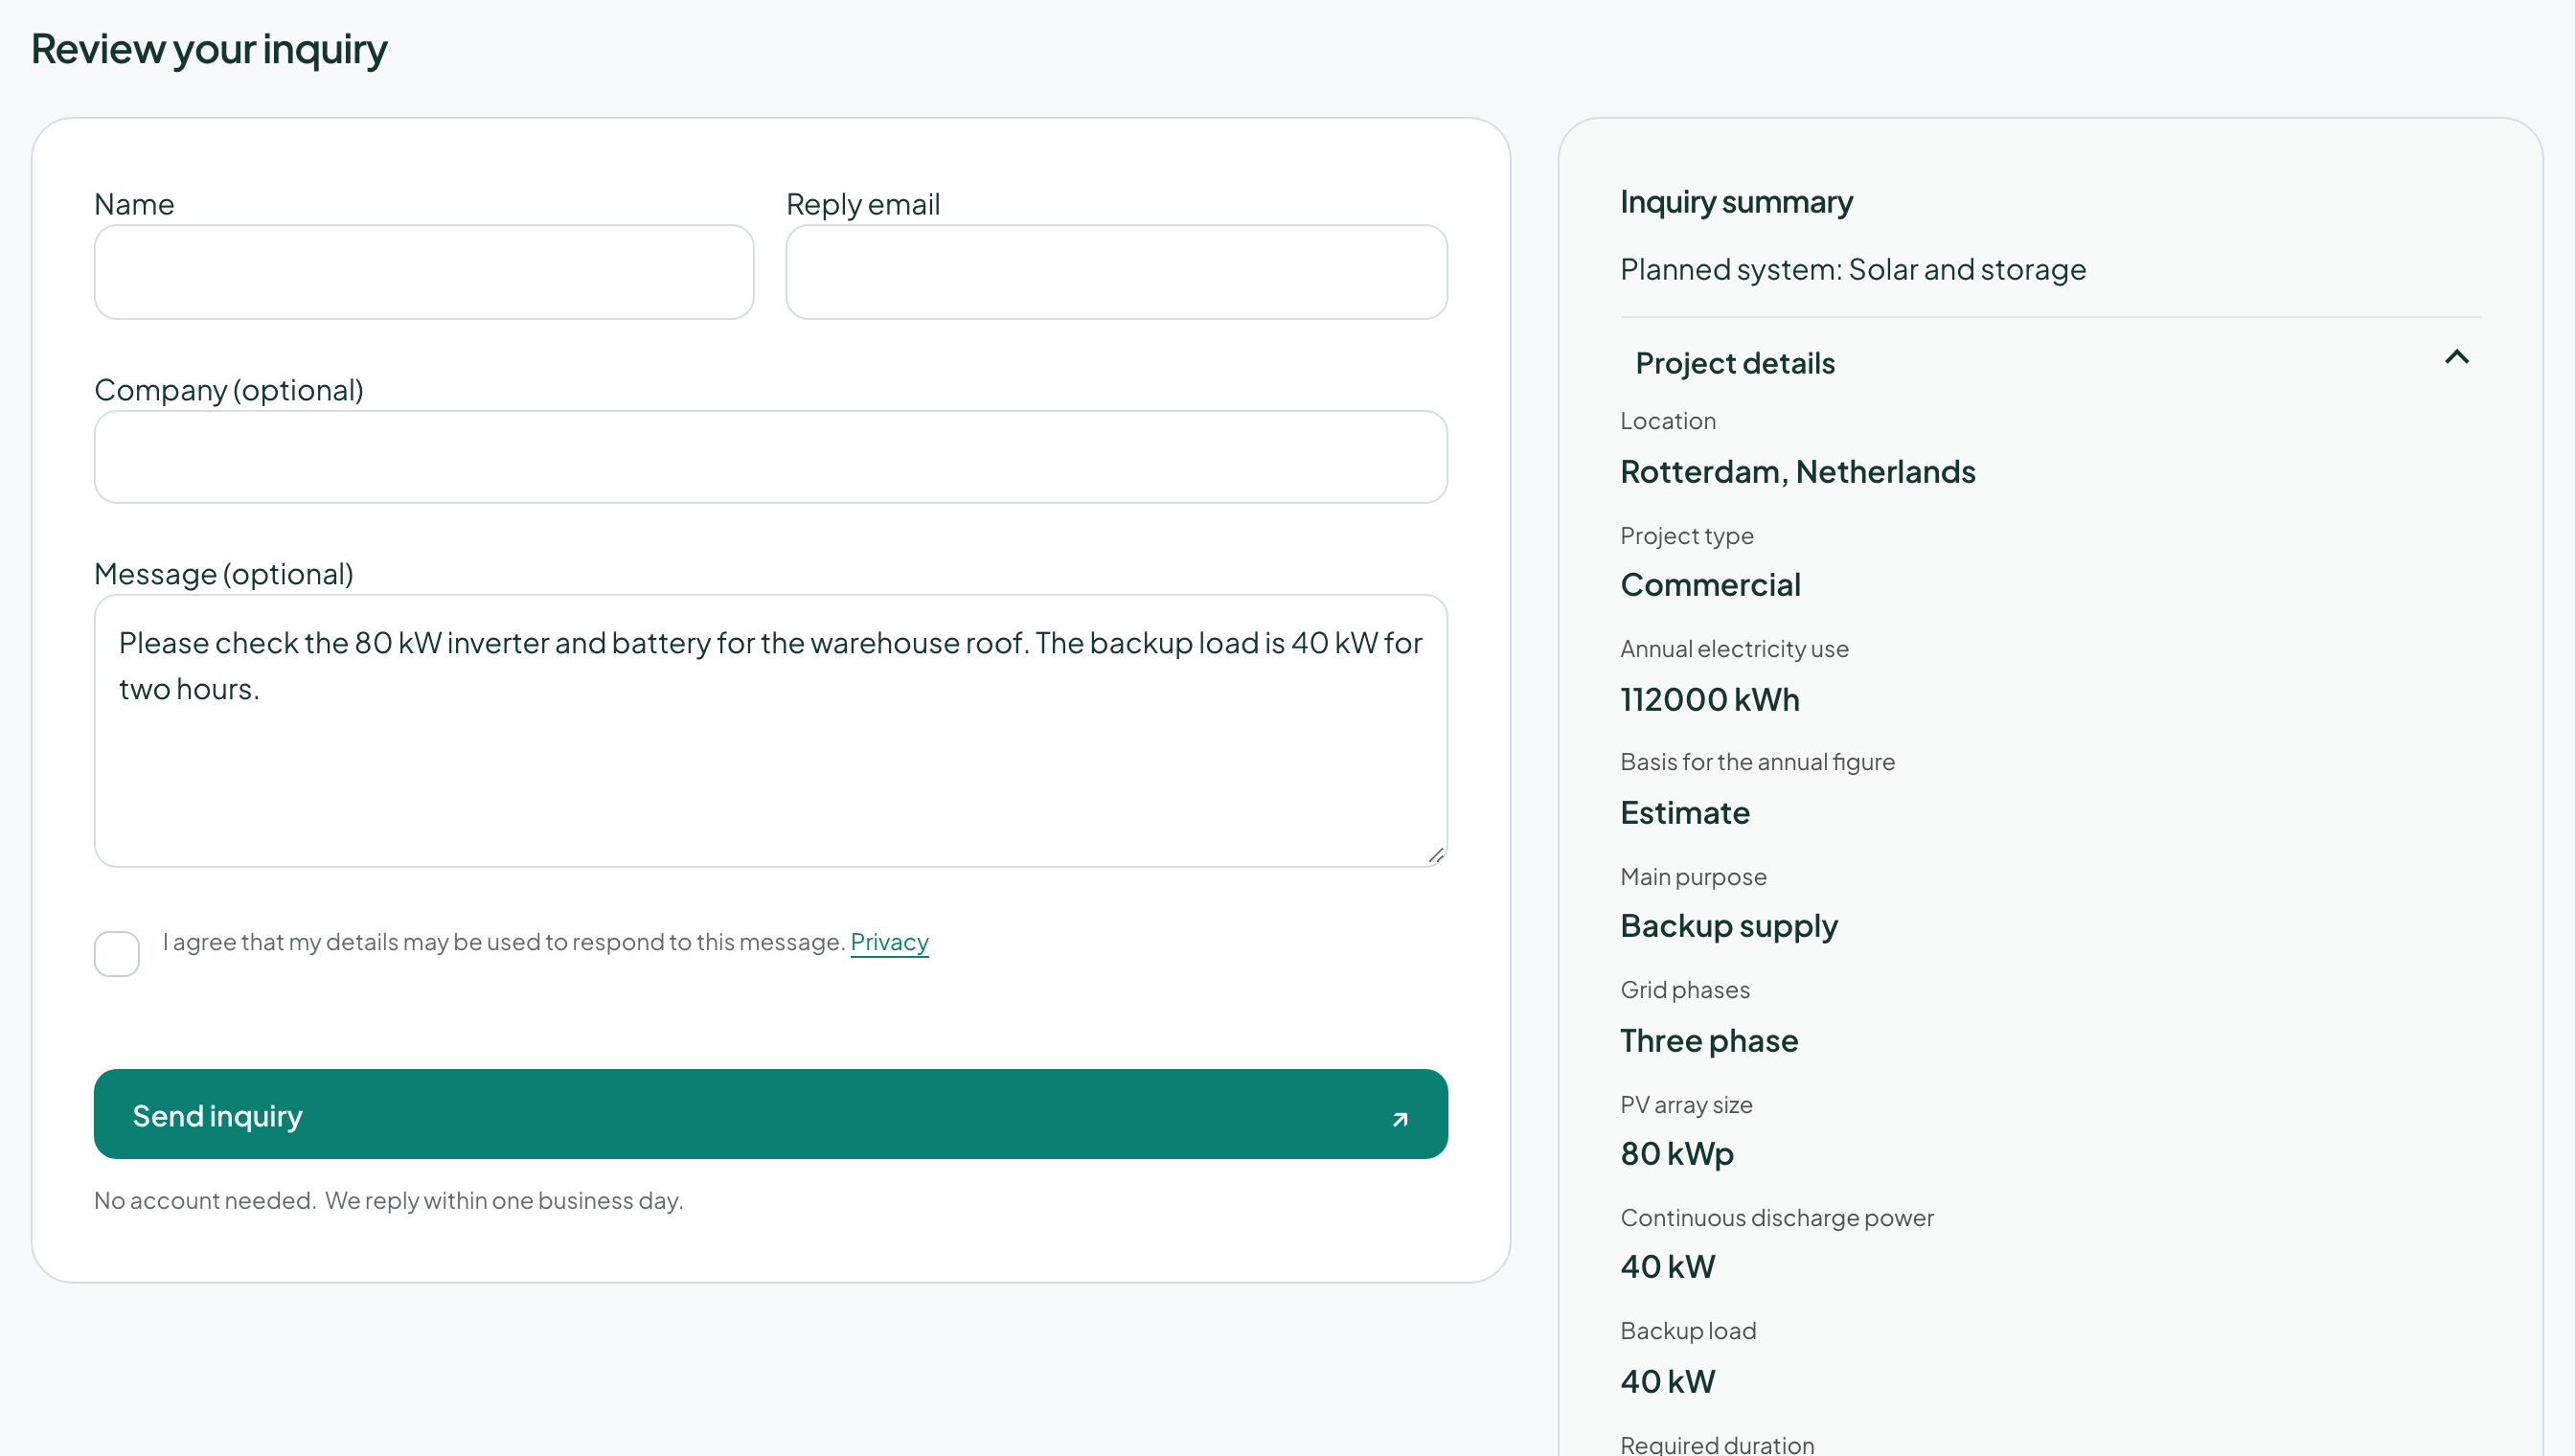 Review your inquiry
Name
Reply email
Company (optional)
Message (optional)
Please check the 80 kW inverter and battery for the warehouse roof. The backup load is 40 kW for
two hours.
I agree that my details may be used to respond to this message. Privacy
Send inquiry
No account needed. We reply within one business day.
Inquiry summary
Planned system: Solar and storage
Project details
Location
Rotterdam, Netherlands
Project type
Commercial
Annual electricity use
112000 kWh
Basis for the annual figure
Estimate
Main purpose
Backup supply
Grid phases
Three phase
PV array size
80 kWp
Continuous discharge power
40 kW
Backup load
40 kW
Required duration